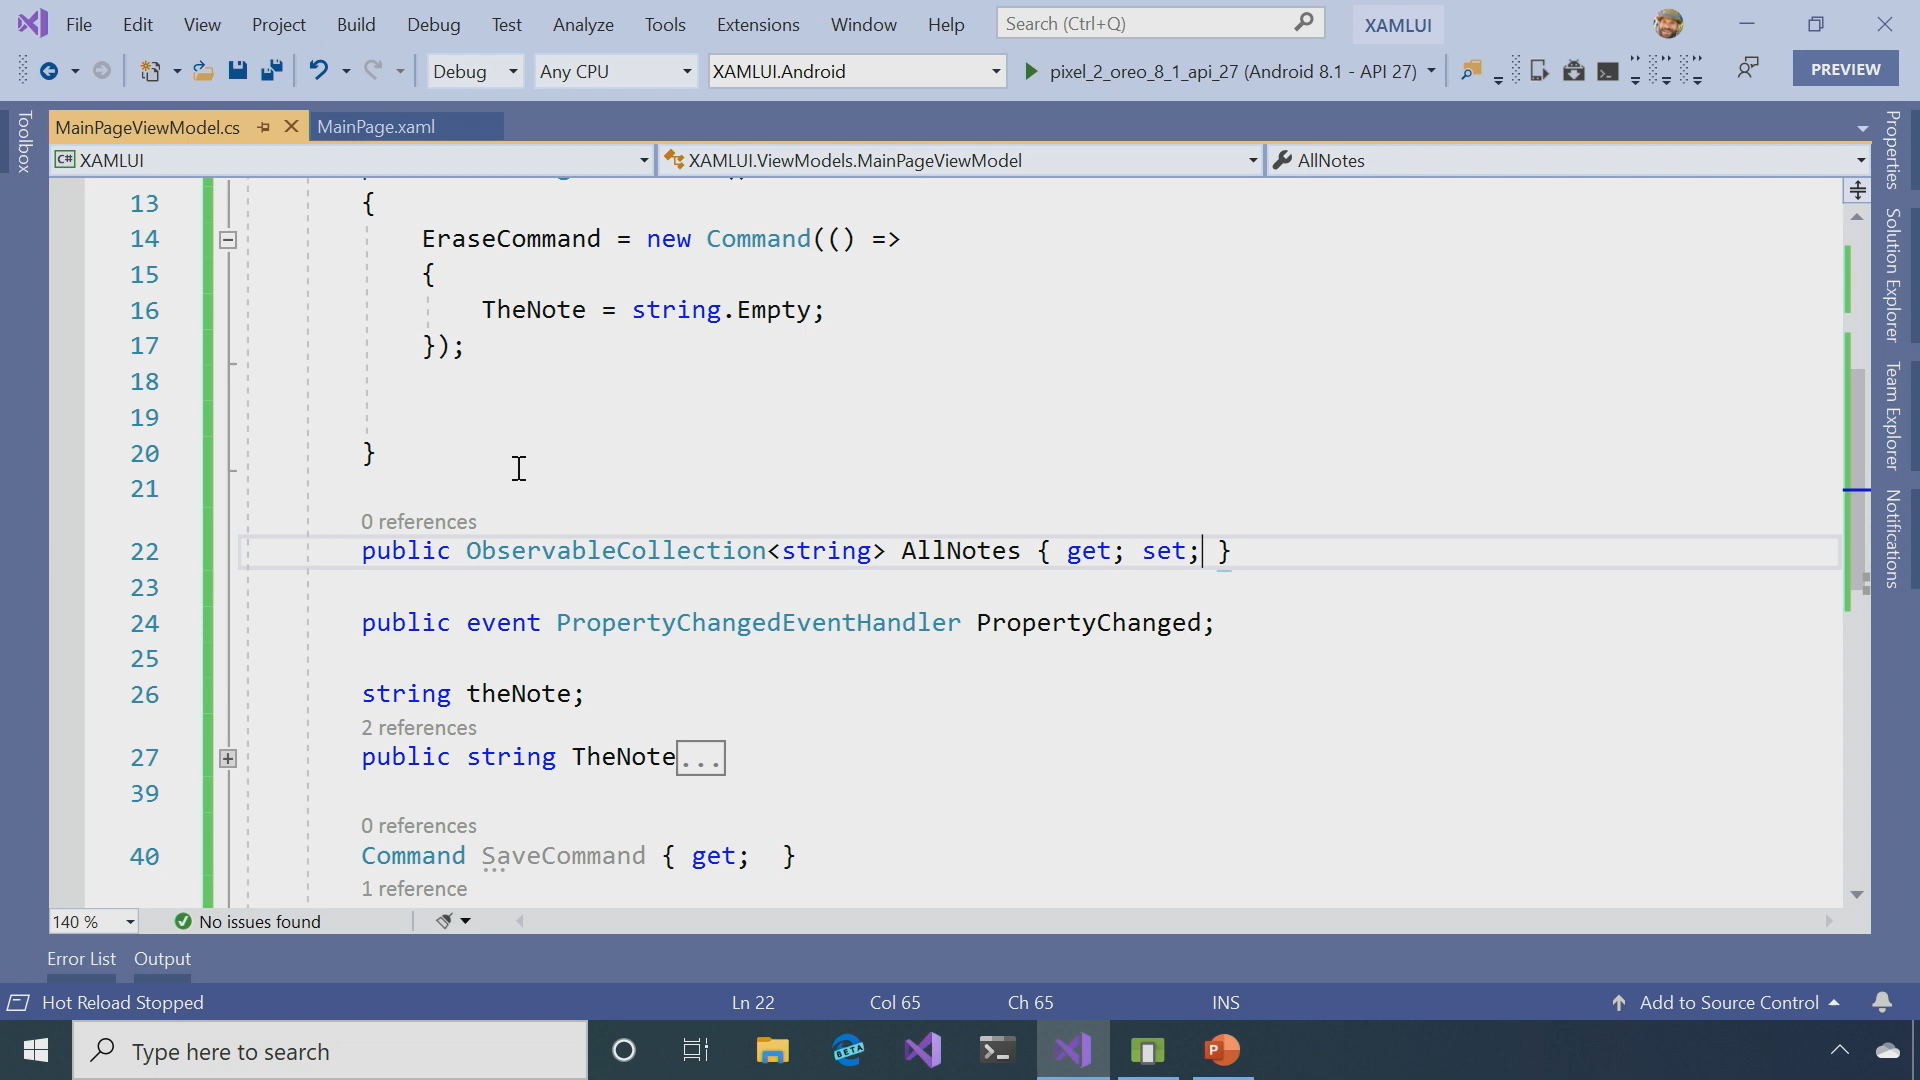 File Edit View Project Build Debug Test Analyze Tools Extensions Window Help Search (Ctrl+Q) XAMLUI
Debug Any CPU XAMLUI.Android pixel_2_oreo_8_1_api_27 (Android 8.1 - API 27) PREVIEW
Toolbox
MainPageViewModel.cs MainPage.xaml
C# XAMLUI XAMLUI.ViewModels.MainPageViewModel AllNotes
13 {
14 EraseCommand = new Command(() =>
15 {
16 TheNote = string.Empty;
17 });
18
19
20 }
21
0 references
22 public ObservableCollection<string> AllNotes { get; set; }
23
24 public event PropertyChangedEventHandler PropertyChanged;
25
26 string theNote;
2 references
27 public string TheNote...
39
0 references
40 Command SaveCommand { get; }
1 reference
Properties
Solution Explorer
Team Explorer
Notifications
140 % No issues found
Error List Output
Hot Reload Stopped Ln 22 Col 65 Ch 65 INS Add to Source Control
Type here to search
BETA
P